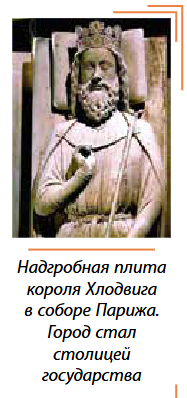 Надгробная плита
короля Хлодвига
в соборе Парижа.
Город стал
столицей
государства